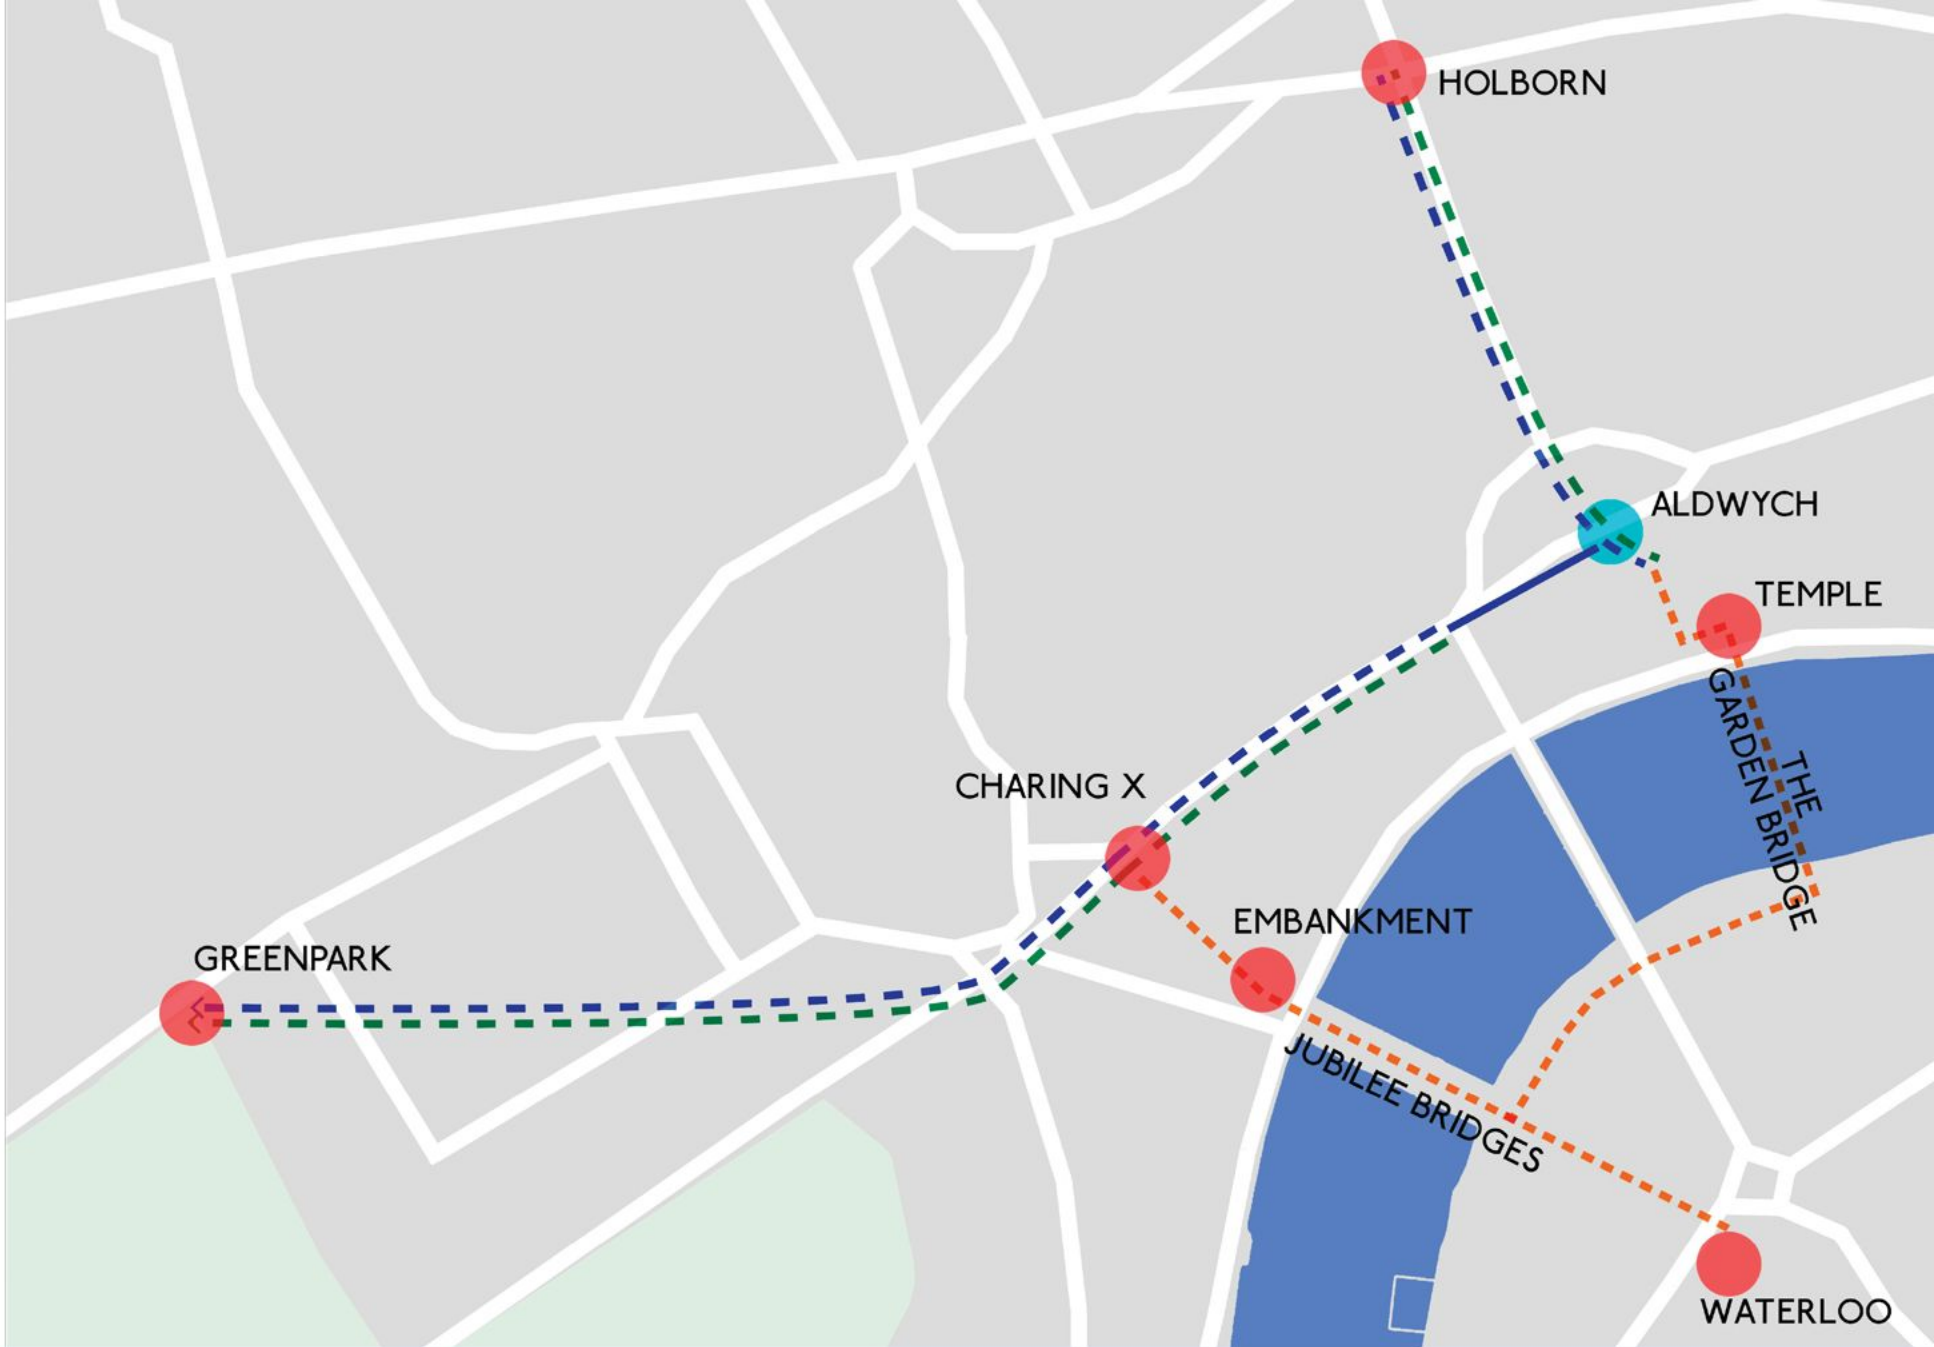 HOLBORN
ALDWYCH
TEMPLE
THE
GARDEN BRIDGE
CHARING X
EMBANKMENT
GREENPARK
JUBILEE BRIDGES
WATERLOO